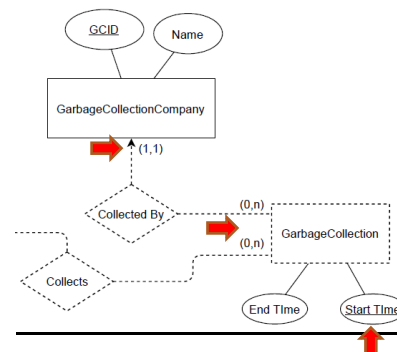 GCID
Name
GarbageCollectionCompany
(1,1)
Collected By
(0,n)
(0,n)
GarbageCollection
Collects
End TIme
Start TIme